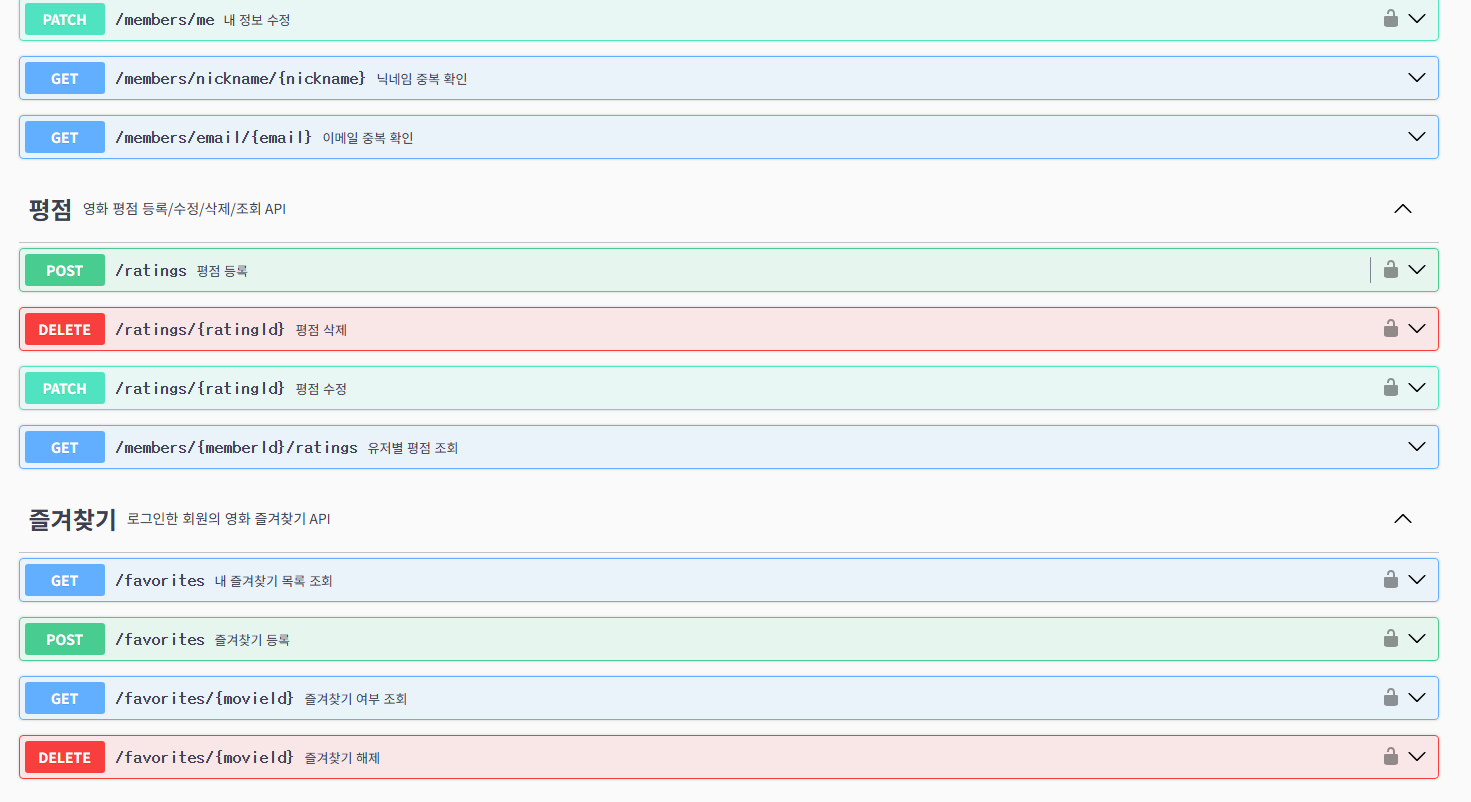 PATCH /members/me 내 정보 수정
GET /members/nickname/{nickname} 닉네임 중복 확인
GET /members/email/{email} 이메일 중복 확인
평점 영화 평점 등록/수정/삭제/조회 API
POST /ratings 평점 등록
DELETE /ratings/{ratingId} 평점 삭제
PATCH /ratings/{ratingId} 평점 수정
GET /members/{memberId}/ratings 유저별 평점 조회
즐겨찾기 로그인한 회원의 영화 즐겨찾기 API
GET /favorites 내 즐겨찾기 목록 조회
POST /favorites 즐겨찾기 등록
GET /favorites/{movieId} 즐겨찾기 여부 조회
DELETE /favorites/{movieId} 즐겨찾기 해제